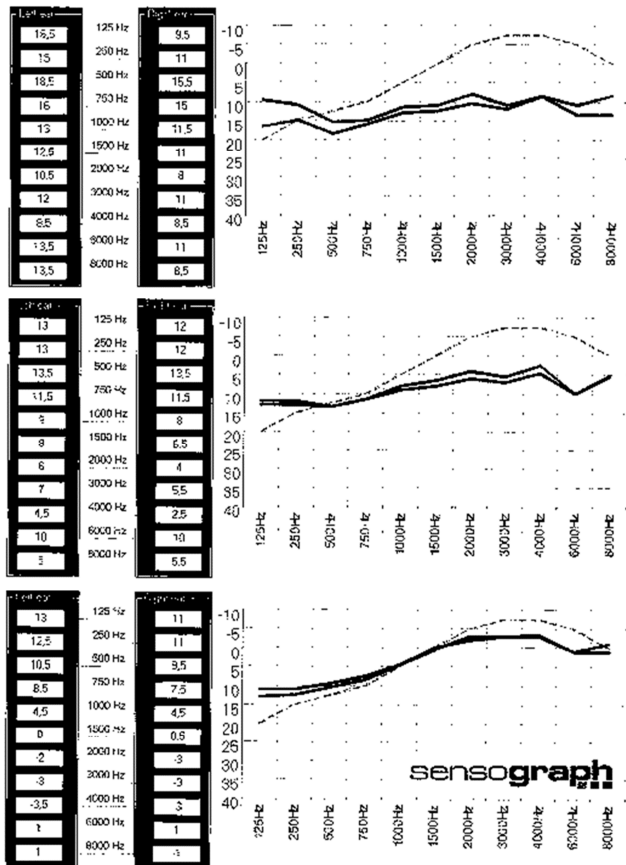 Left ear Right ear
16,5 125 Hz 9,5 -10
15 250 Hz 11 -5
18,5 500 Hz 15,5 0
16 750 Hz 15 5
13 1000 Hz 11,5 10
12,5 1500 Hz 11 15
10,5 2000 Hz 8 20
12 3000 Hz 11 25
8,5 4000 Hz 8,5 30
13,5 6000 Hz 11 35
13,5 8000 Hz 8,5 40
125Hz 250Hz 500Hz 750Hz 1000Hz 1500Hz 2000Hz 3000Hz 4000Hz 6000Hz 8000Hz
Left ear
13 125 Hz 12 -10
13 250 Hz 12 -5
13,5 500 Hz 13,5 0
11,5 750 Hz 11,5 5
9 1000 Hz 8 10
1500 Hz 6,5 15
6 2000 Hz 4 20
7 3000 Hz 5,5 25
4,5 4000 Hz 2,5 30
10 6000 Hz 10 35
5 8000 Hz 5,5 40
125Hz 250Hz 500Hz 750Hz 1000Hz 1500Hz 2000Hz 3000Hz 4000Hz 6000Hz 8000Hz
Left ear Right ear
13 125 Hz 11 -10
12,5 250 Hz 11 -5
10,5 500 Hz 9,5 0
8,5 750 Hz 7,5 5
4,5 1000 Hz 4,5 10
0 1500 Hz 15
-2 2000 Hz -3 20
-3 3000 Hz -3 25
-3,5 4000 Hz 30
1 6000 Hz 1 35
1 8000 Hz 40
125Hz 250Hz 500Hz 750Hz 1000Hz 1500Hz 2000Hz 3000Hz 4000Hz 6000Hz 8000Hz
sensograph